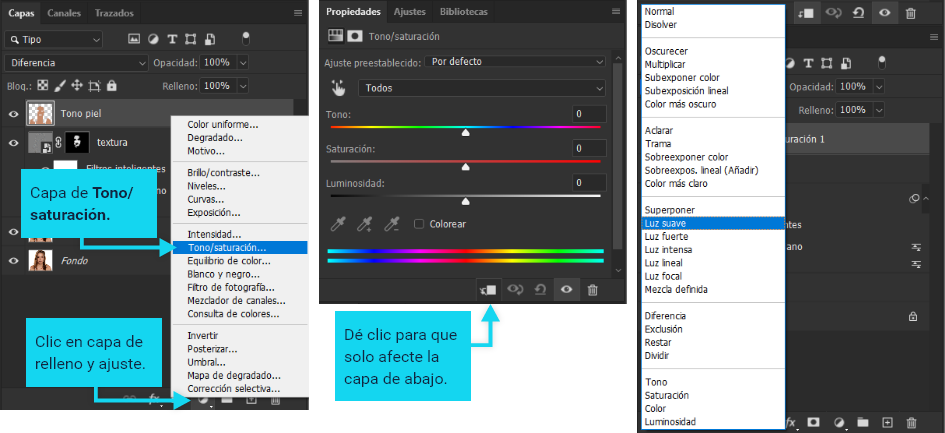 Capas Canales Trazados
Tipo
Diferencia Opacidad: 100%
Bloq.: Relleno: 100%
Tono piel
textura
Filtros inteligentes
Fondo
Color uniforme...
Degradado...
Motivo...
Brillo/contraste...
Niveles...
Curvas...
Exposición...
Intensidad...
Tono/saturación...
Equilibrio de color...
Blanco y negro...
Filtro de fotografía...
Mezclador de canales...
Consulta de colores...
Invertir
Posterizar...
Umbral...
Mapa de degradado...
Corrección selectiva...
fx
Capa de Tono/
saturación.
Clic en capa de
relleno y ajuste.
Propiedades Ajustes Bibliotecas
Tono/saturación
Ajuste preestablecido: Por defecto
Todos
Tono: 0
Saturación: 0
Luminosidad: 0
Colorear
Dé clic para que
solo afecte la
capa de abajo.
Normal
Disolver
Oscurecer
Multiplicar
Subexponer color
Subexposición lineal
Color más oscuro
Aclarar
Trama
Sobreexponer color
Sobreexpos. lineal (Añadir)
Color más claro
Superponer
Luz suave
Luz fuerte
Luz intensa
Luz lineal
Luz focal
Mezcla definida
Diferencia
Exclusión
Restar
Dividir
Tono
Saturación
Color
Luminosidad
Opacidad: 100%
Relleno: 100%
uración 1
ntes
ano
fx